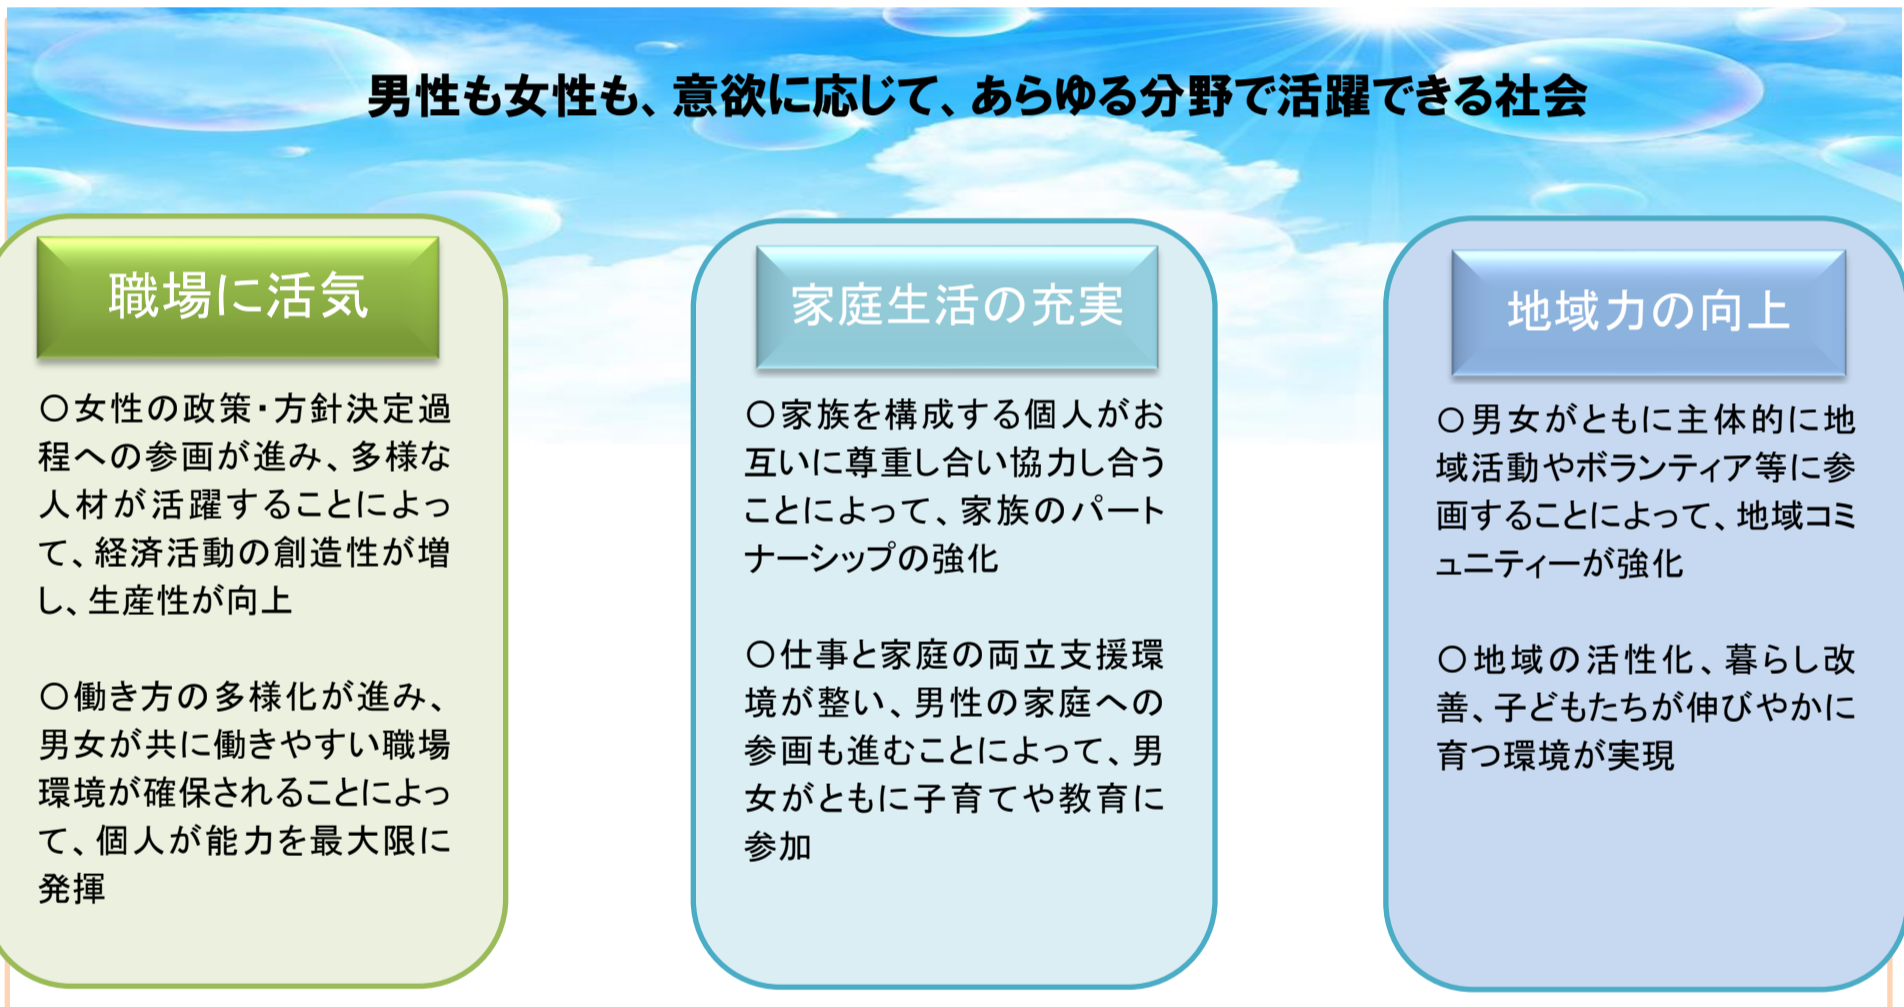 男性も女性も、意欲に応じて、あらゆる分野で活躍できる社会
職場に活気
○女性の政策・方針決定過
程への参画が進み、多様な
人材が活躍することによっ
て、経済活動の創造性が増
し、生産性が向上
○働き方の多様化が進み、
男女が共に働きやすい職場
環境が確保されることによっ
て、個人が能力を最大限に
発揮
家庭生活の充実
○家族を構成する個人がお
互いに尊重し合い協力し合う
ことによって、家族のパート
ナーシップの強化
○仕事と家庭の両立支援環
境が整い、男性の家庭への
参画も進むことによって、男
女がともに子育てや教育に
参加
地域力の向上
○男女がともに主体的に地
域活動やボランティア等に参
画することによって、地域コミ
ュニティーが強化
○地域の活性化、暮らし改
善、子どもたちが伸びやかに
育つ環境が実現